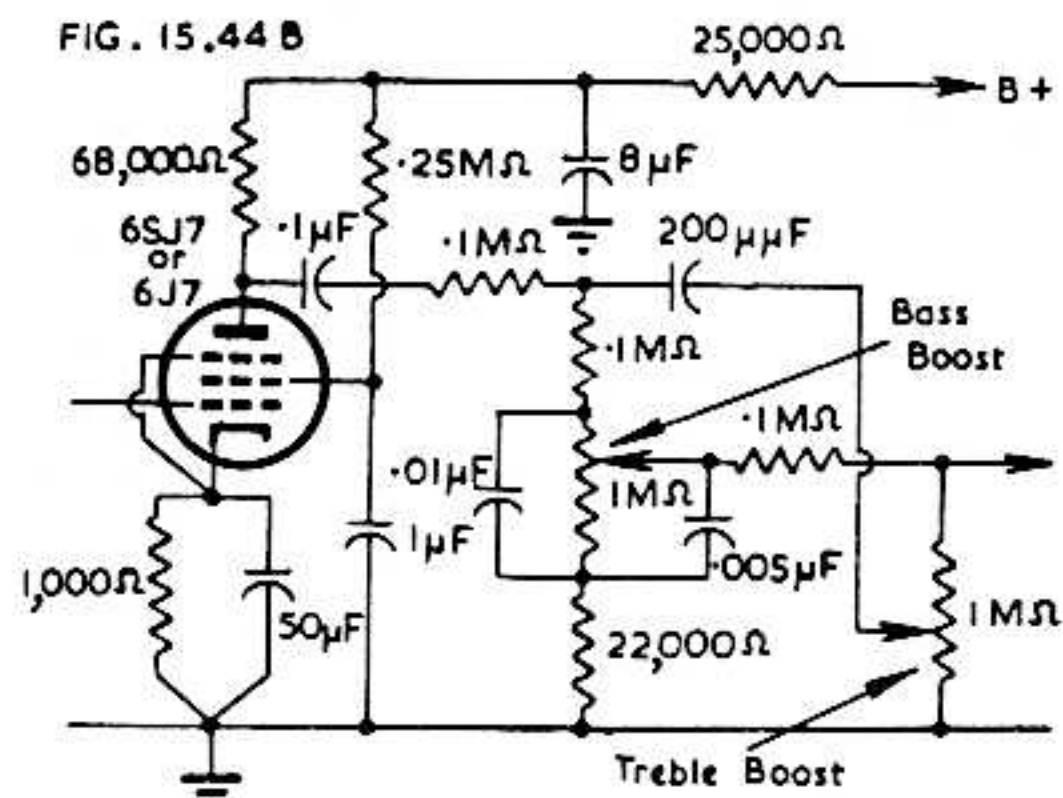 FIG. 15.44 B
25,000Ω
B +
68,000Ω
.25MΩ
8µF
6SJ7
or
6J7
.1µF
.1MΩ
200µµF
.1MΩ
Bass
Boost
.1MΩ
.01µF
1MΩ
1µF
.005µF
1,000Ω
50µF
22,000Ω
1MΩ
Treble Boost